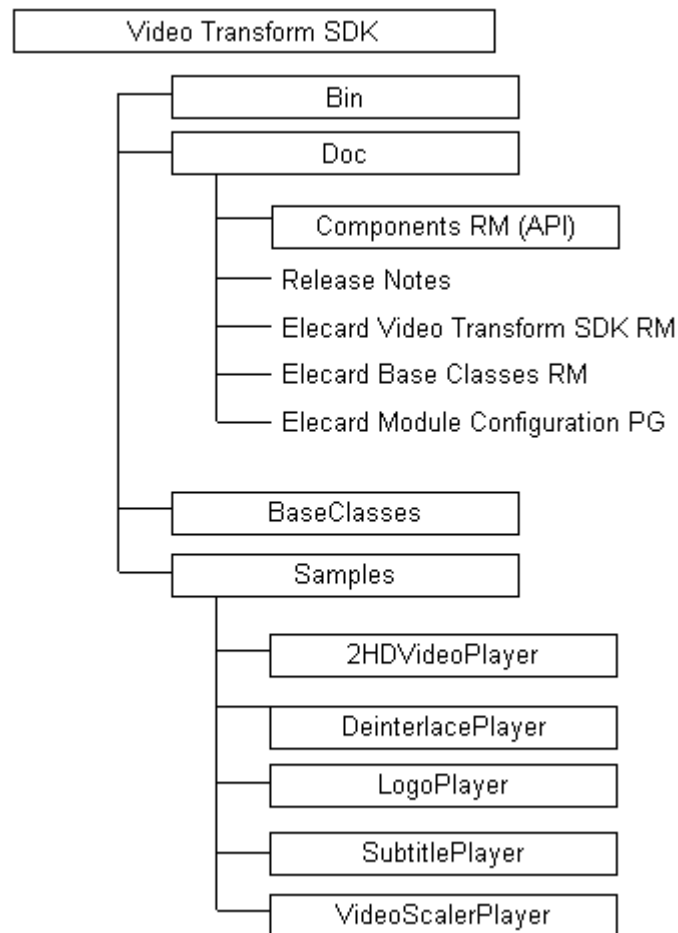 Video Transform SDK
Bin
Doc
Components RM (API)
Release Notes
Elecard Video Transform SDK RM
Elecard Base Classes RM
Elecard Module Configuration PG
BaseClasses
Samples
2HDVideoPlayer
DeinterlacePlayer
LogoPlayer
SubtitlePlayer
VideoScalerPlayer